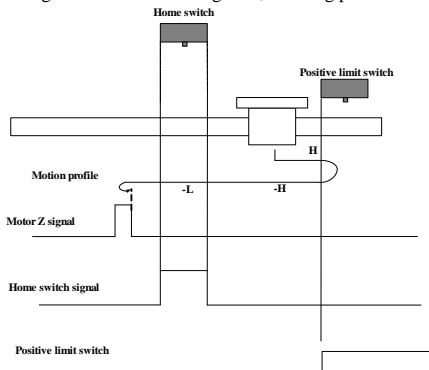 Home switch
Positive limit switch
H
Motion profile
-L
-H
Motor Z signal
Home switch signal
Positive limit switch